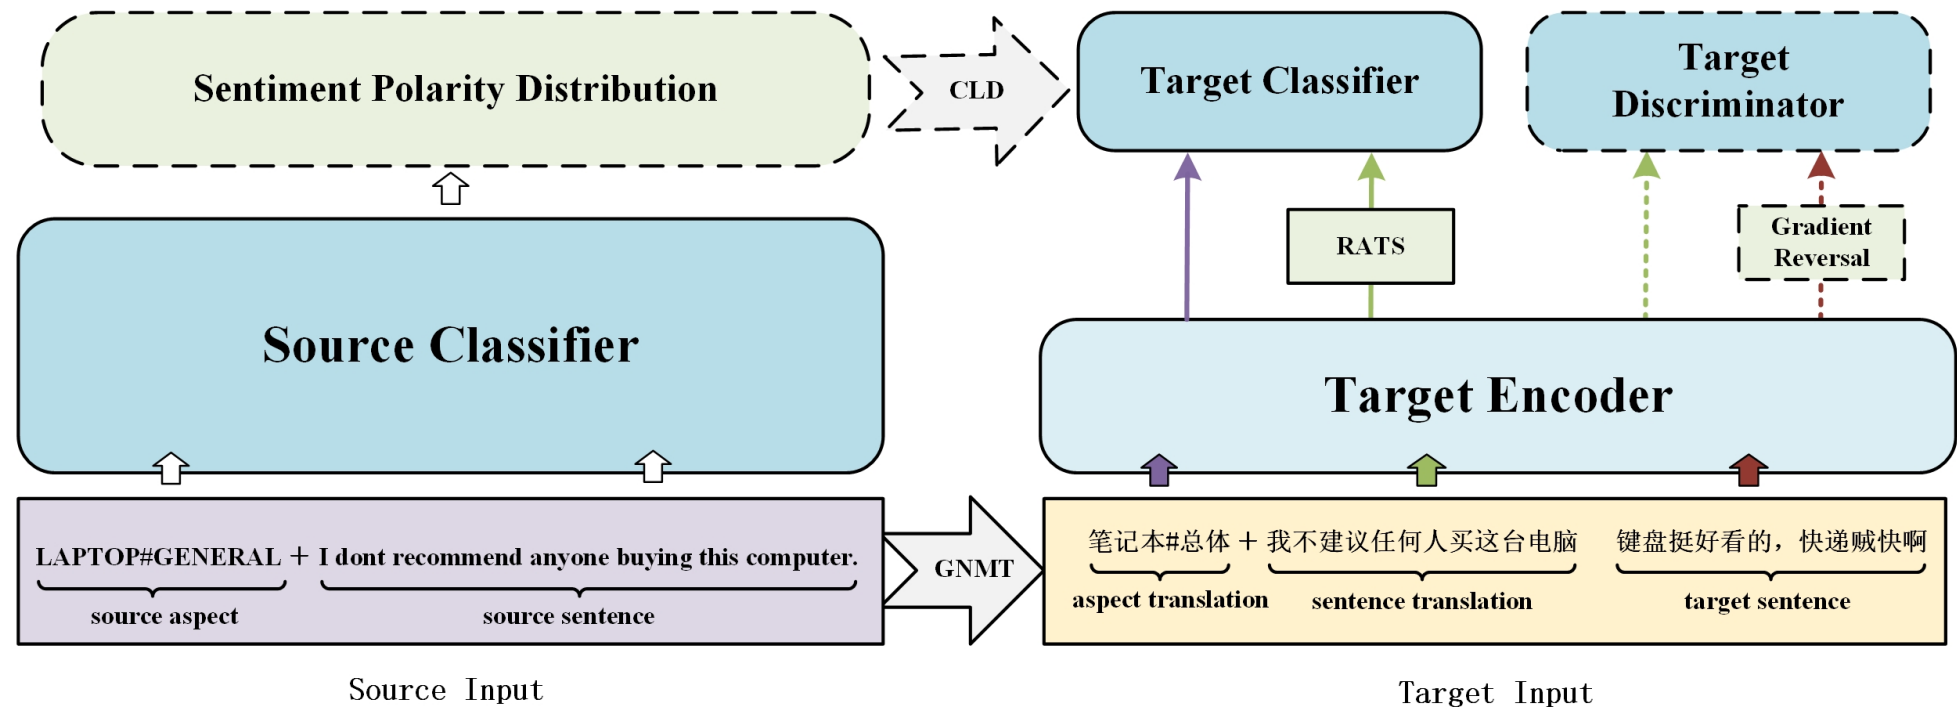 Sentiment Polarity Distribution
CLD
Target Classifier
Target
Discriminator
RATS
Gradient
Reversal
Source Classifier
Target Encoder
LAPTOP#GENERAL + I dont recommend anyone buying this computer.
source aspect
source sentence
GNMT
笔记本#总体 + 我不建议任何人买这台电脑
键盘挺好看的，快递贼快啊
aspect translation
sentence translation
target sentence
Source Input
Target Input